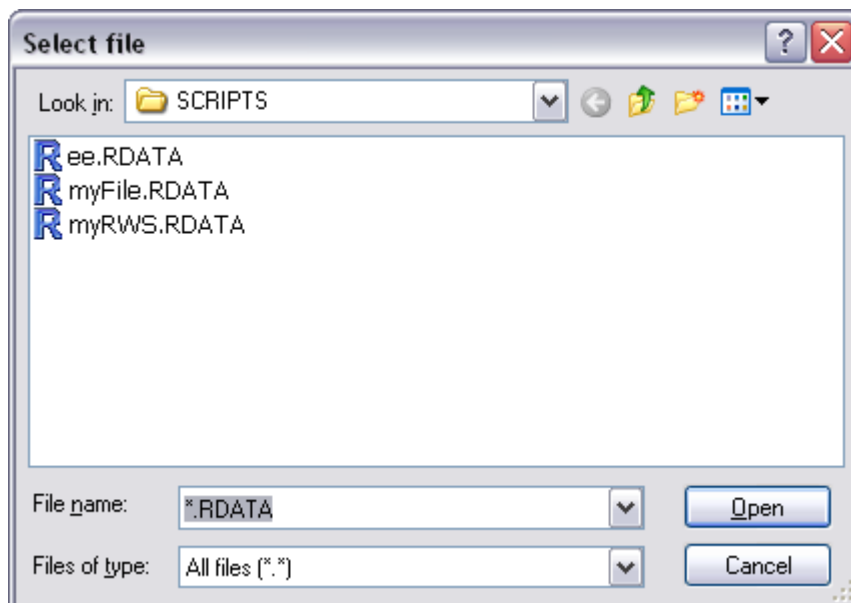 Select file
Look in: SCRIPTS
ee.RDATA
myFile.RDATA
myRWS.RDATA
File name: *.RDATA Open
Files of type: All files (*.*) Cancel